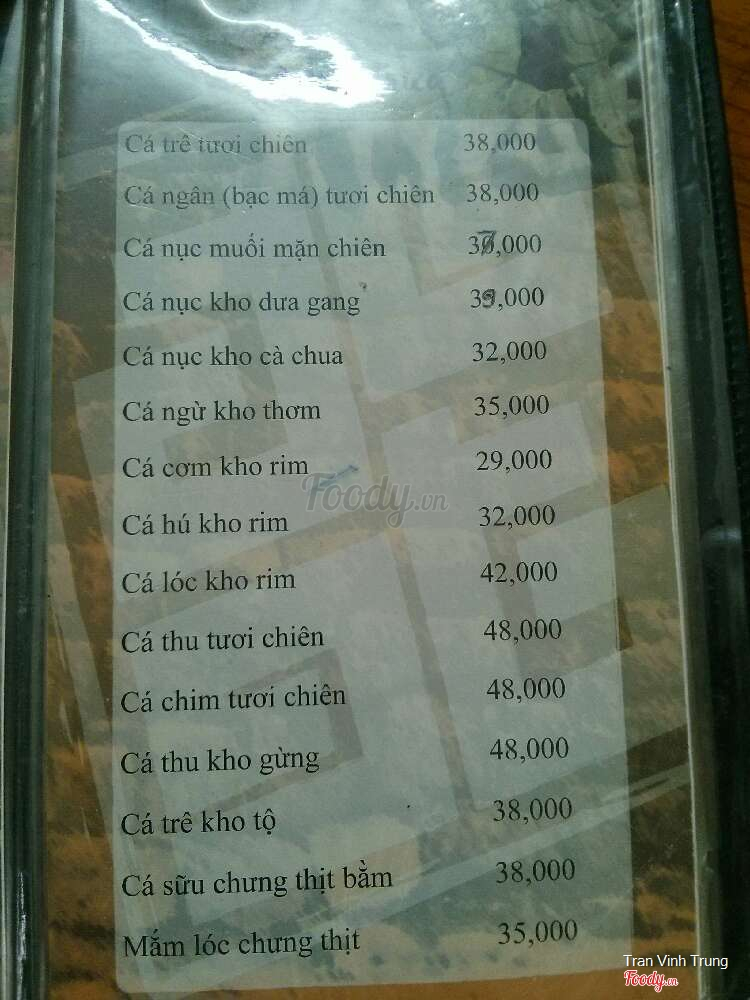 Cá trê tươi chiên 38,000
Cá ngân (bạc má) tươi chiên 38,000
Cá nục muối mặn chiên
Cá nục kho dưa gang
Cá nục kho cà chua 32,000
Cá ngừ kho thơm 35,000
Cá cơm kho rim 29,000
Foody.vn
Cá hú kho rim 32,000
Cá lóc kho rim 42,000
Cá thu tươi chiên 48,000
Cá chim tươi chiên 48,000
Cá thu kho gừng 48,000
Cá trê kho tộ 38,000
Cá sữu chưng thịt bằm 38,000
Mắm lóc chưng thịt 35,000
Tran Vinh Trung
Foody.vn